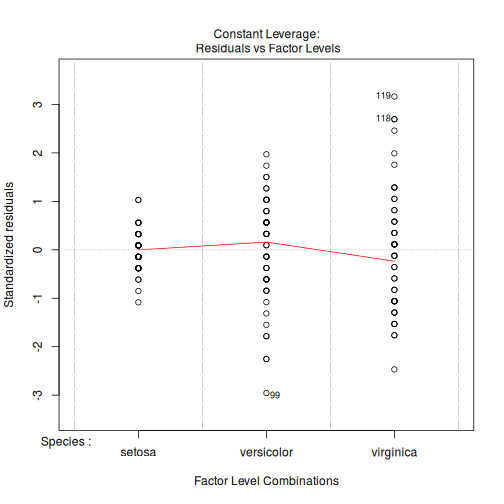 Constant Leverage:
Residuals vs Factor Levels
Standardized residuals
3
2
1
0
-1
-2
-3
119
118
99
Species :
setosa versicolor virginica
Factor Level Combinations